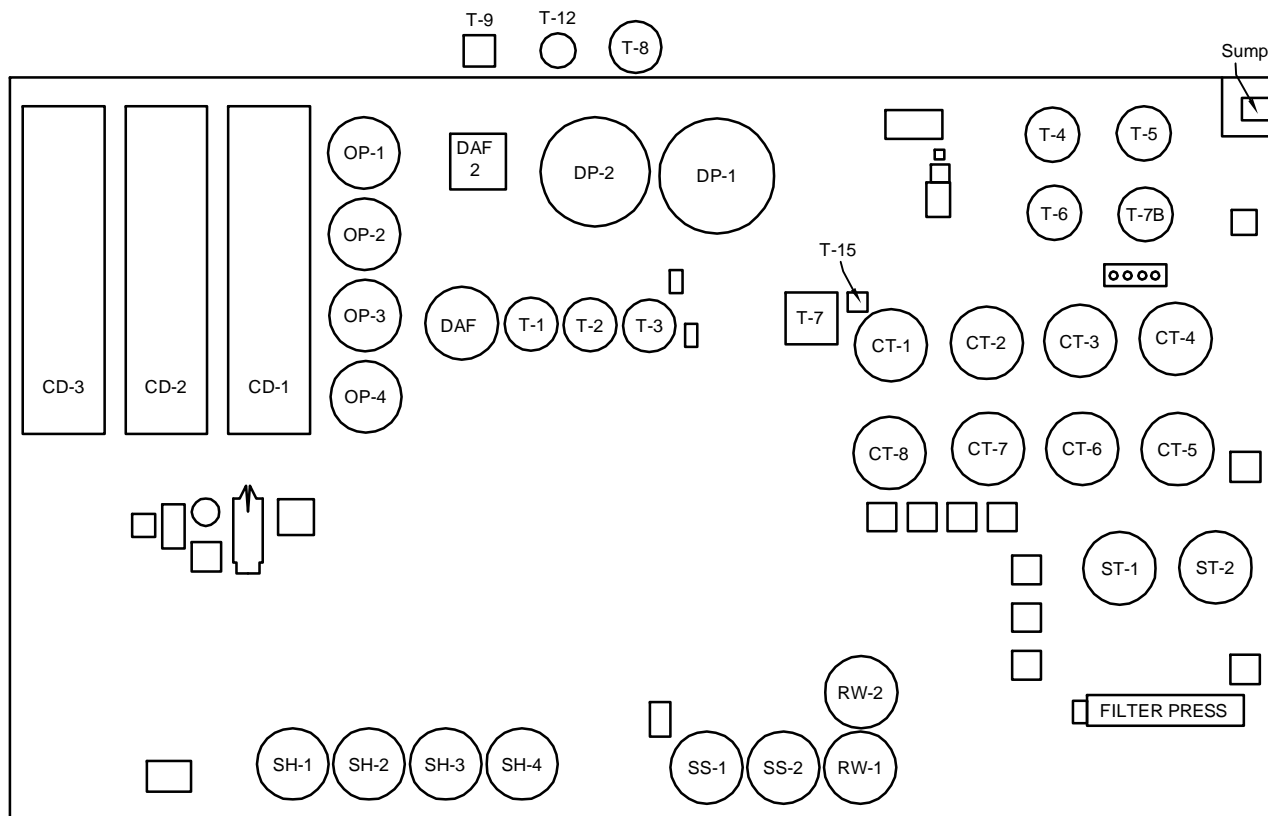 T-9
T-12
T-8
Sump
OP-1
DAF
2
DP-2
DP-1
T-4
T-5
OP-2
T-6
T-7B
T-15
OP-3
DAF
T-1
T-2
T-3
T-7
CT-1
CT-2
CT-3
CT-4
CD-3
CD-2
CD-1
OP-4
CT-8
CT-7
CT-6
CT-5
ST-1
ST-2
RW-2
FILTER PRESS
SH-1
SH-2
SH-3
SH-4
SS-1
SS-2
RW-1